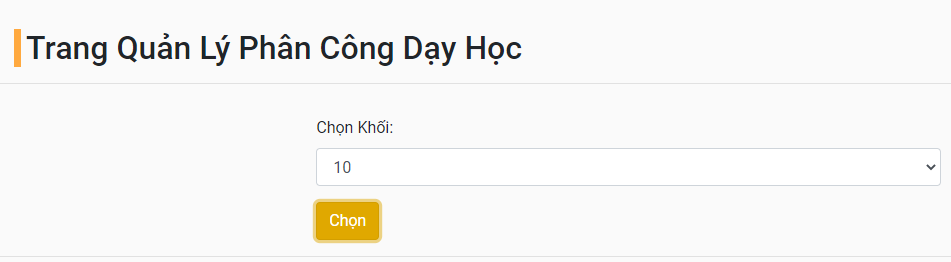 Trang Quản Lý Phân Công Dạy Học
Chọn Khối:
10
Chọn